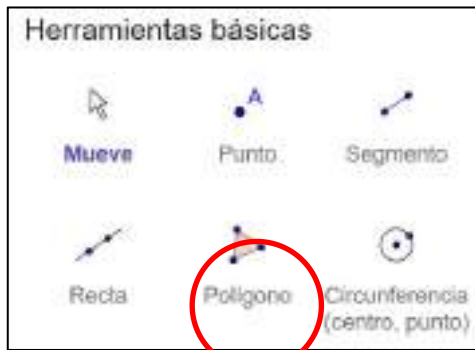 Herramientas básicas
A
Mueve Punto Segmento
Recta Polígono Circunferencia
(centro, punto)